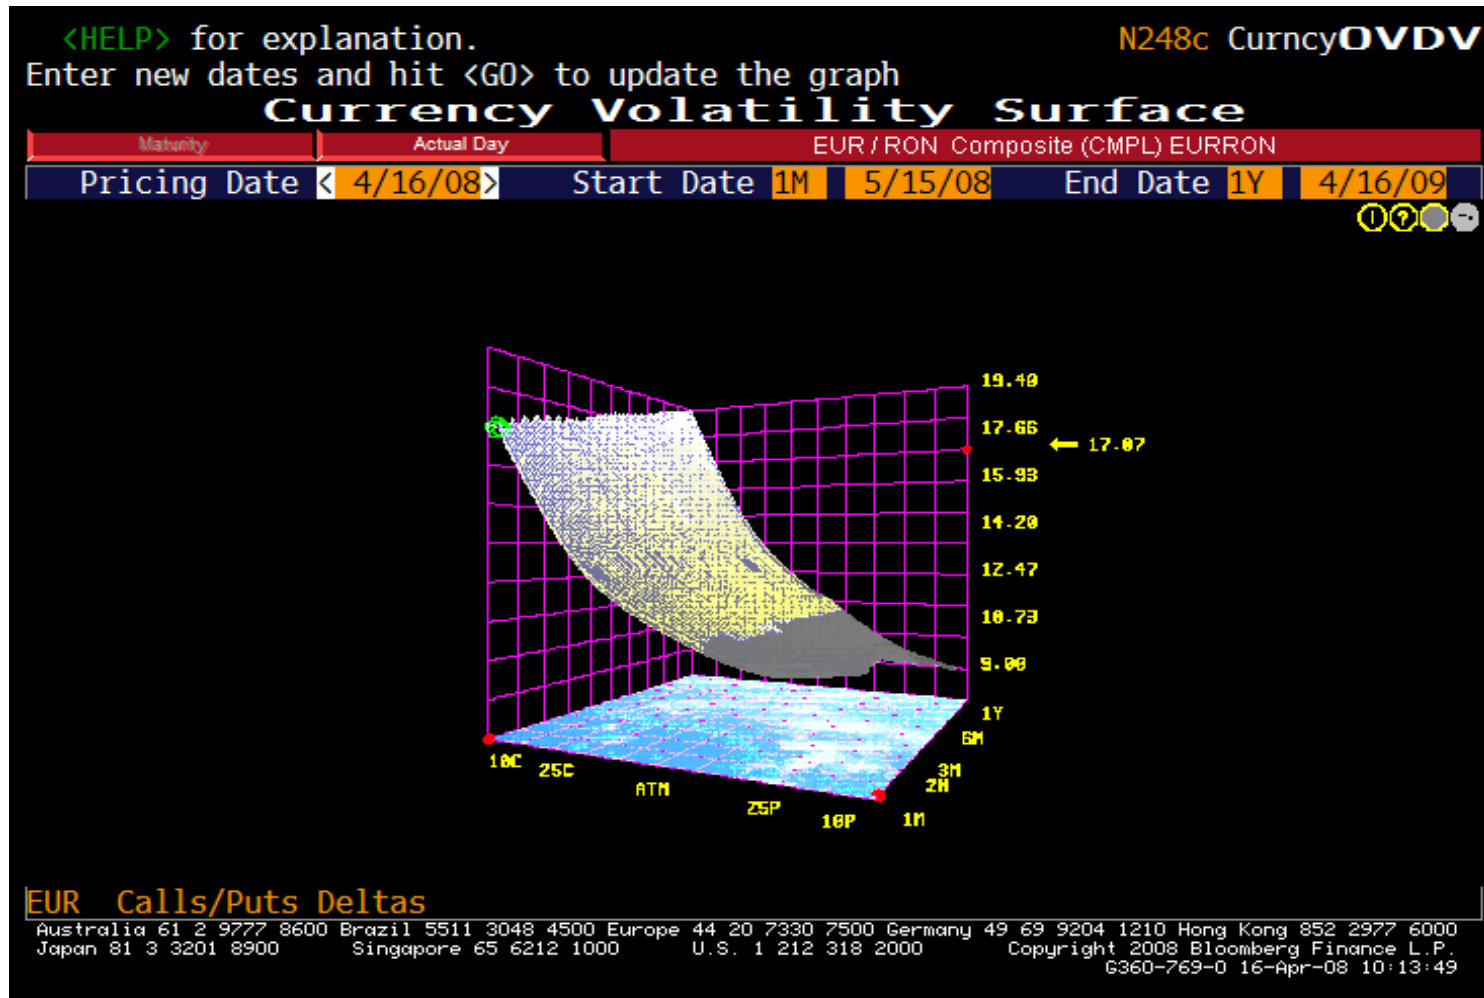 <HELP> for explanation. N248c Curncy OVDV
Enter new dates and hit <GO> to update the graph
Currency Volatility Surface
Maturity Actual Day EUR / RON Composite (CMPL) EURRON
Pricing Date < 4/16/08> Start Date 1M 5/15/08 End Date 1Y 4/16/09
19.40
17.66
17.07
15.93
14.20
12.47
10.73
9.00
1Y
6M
3M
2M
1M
10C 25C ATM 25P 10P
EUR Calls/Puts Deltas
Australia 61 2 9777 8600 Brazil 5511 3048 4500 Europe 44 20 7330 7500 Germany 49 69 9204 1210 Hong Kong 852 2977 6000
Japan 81 3 3201 8900 Singapore 65 6212 1000 U.S. 1 212 318 2000 Copyright 2008 Bloomberg Finance L.P.
G360-769-0 16-Apr-08 10:13:49